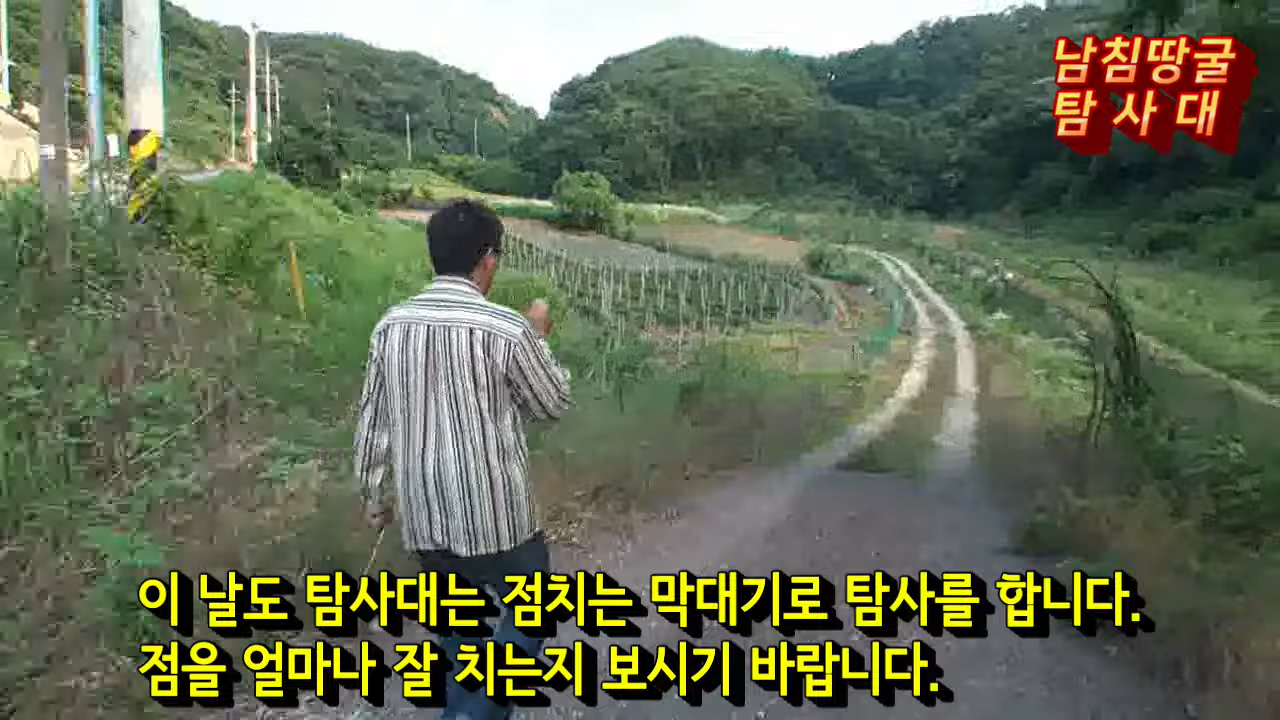 남침땅굴
탐사대
이 날도 탐사대는 점치는 막대기로 탐사를 합니다.
점을 얼마나 잘 치는지 보시기 바랍니다.